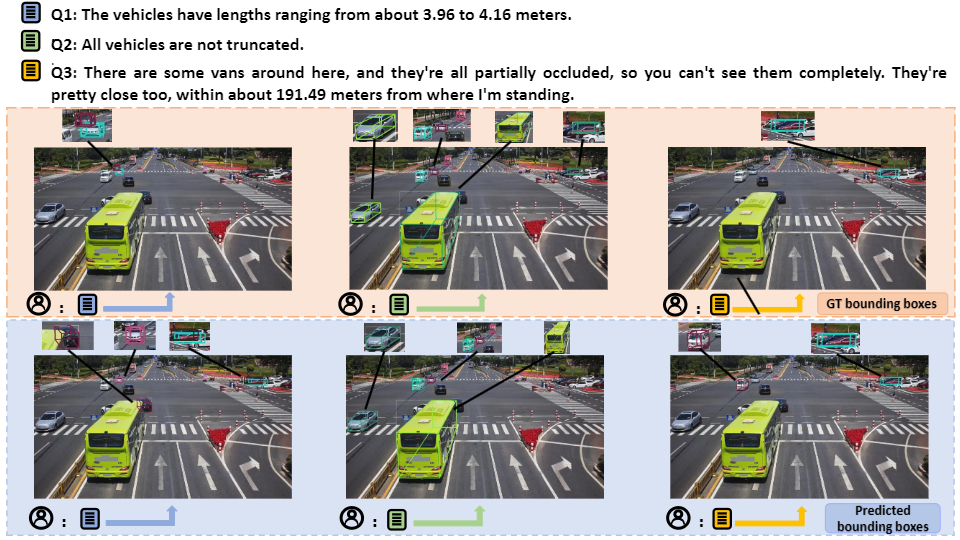 Q1: The vehicles have lengths ranging from about 3.96 to 4.16 meters.
Q2: All vehicles are not truncated.
Q3: There are some vans around here, and they're all partially occluded, so you can't see them completely. They're
pretty close too, within about 191.49 meters from where I'm standing.
:
:
:
GT bounding boxes
:
:
:
Predicted
bounding boxes